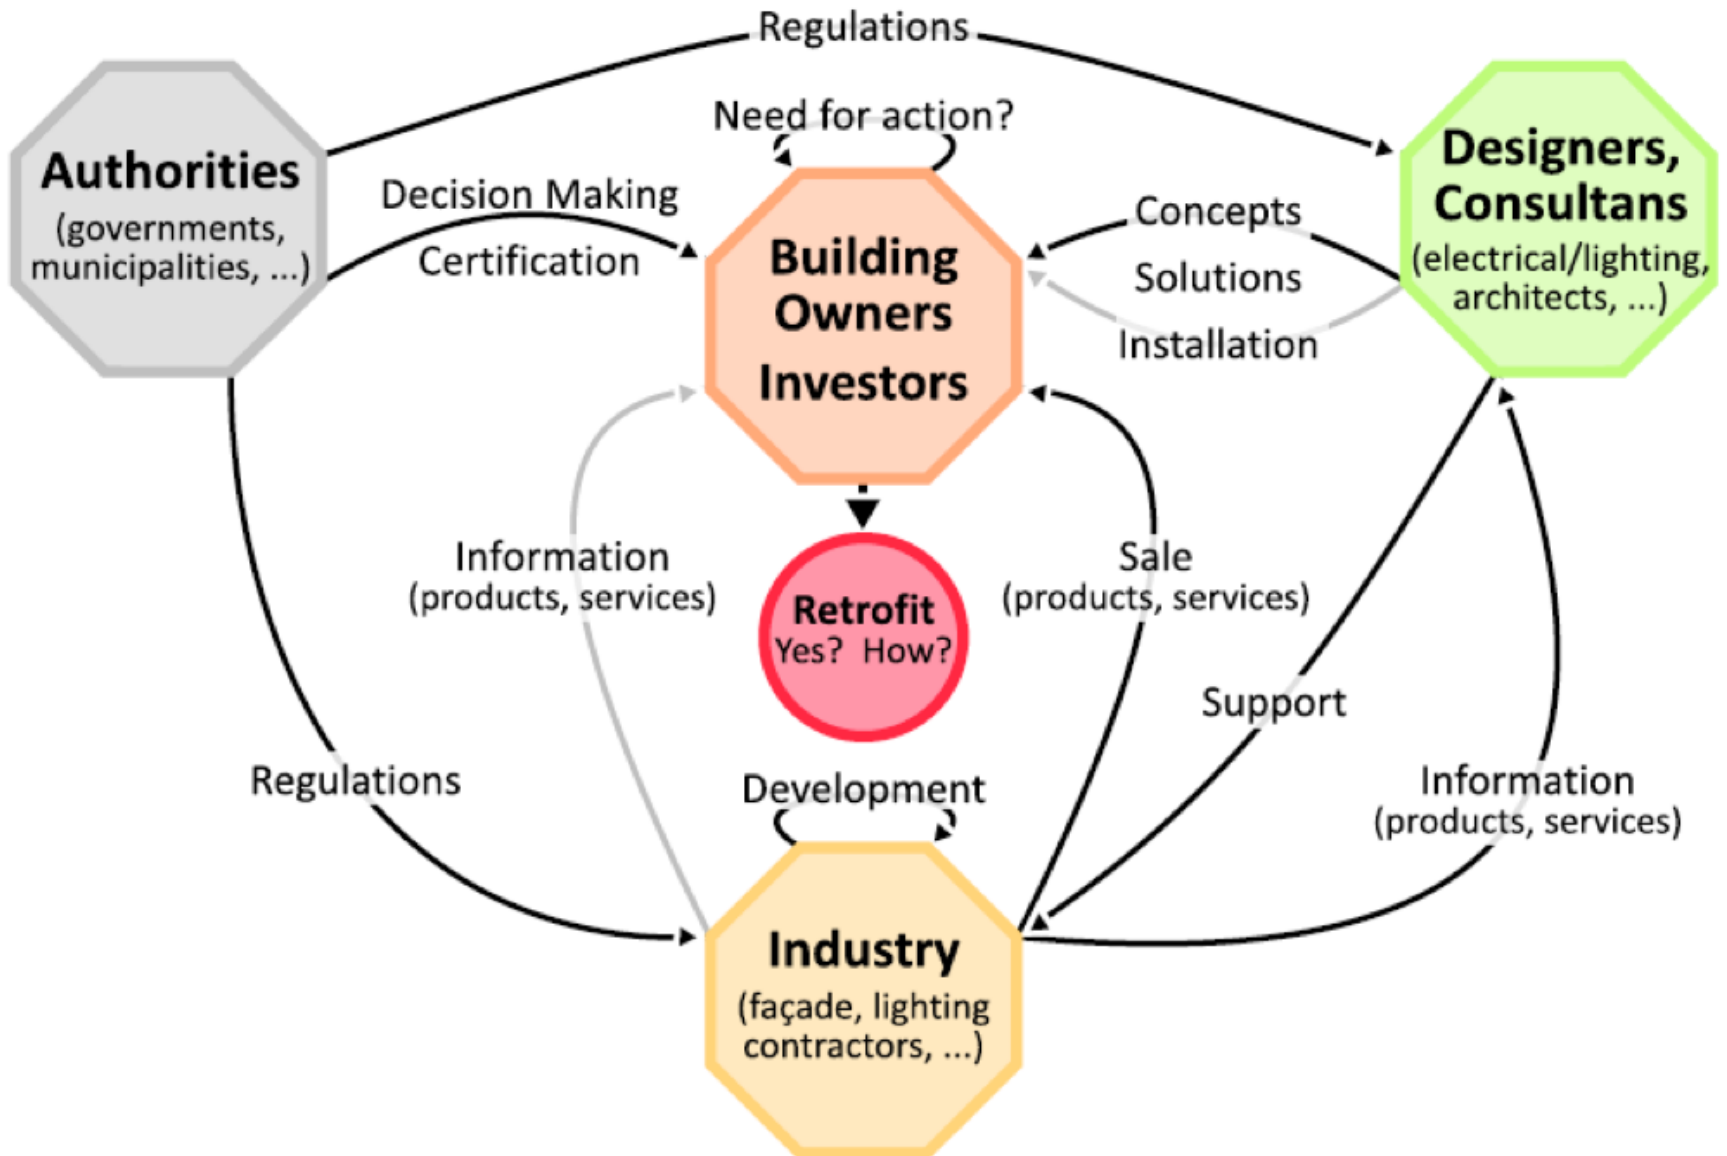 Regulations
Need for action?
Authorities
(governments,
municipalities, ...)
Decision Making
Certification
Building
Owners
Investors
Concepts
Solutions
Installation
Designers,
Consultans
(electrical/lighting,
architects, ...)
Information
(products, services)
Retrofit
Yes? How?
Sale
(products, services)
Support
Regulations
Development
Information
(products, services)
Industry
(façade, lighting
contractors, ...)